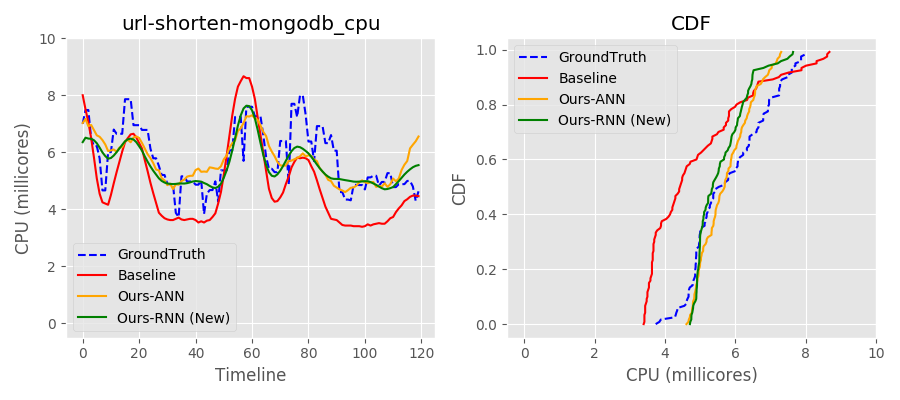 url-shorten-mongodb_cpu
CPU (millicores)
10
8
6
4
2
0
GroundTruth
Baseline
Ours-ANN
Ours-RNN (New)
0 20 40 60 80 100 120
Timeline
CDF
CDF
1.0
0.8
0.6
0.4
0.2
0.0
GroundTruth
Baseline
Ours-ANN
Ours-RNN (New)
0 2 4 6 8 10
CPU (millicores)